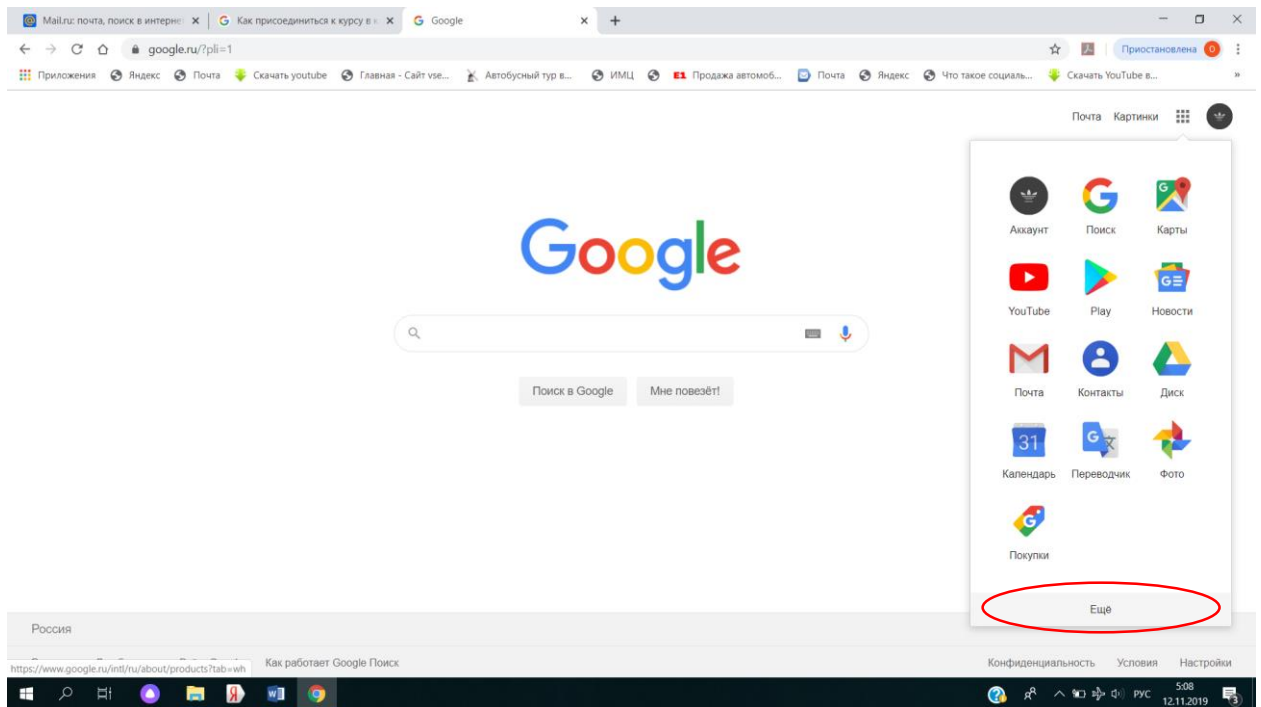 Mail.ru: почта, поиск в интерне
Как присоединиться к курсу в к
Google
google.ru/?pli=1
Приостановлена
Приложения Яндекс Почта Скачать youtube Главная - Сайт vse... Автобусный тур в... ИМЦ E1 Продажа автомоб... Почта Яндекс Что такое социаль... Скачать YouTube в... »
Почта Картинки
Google
Аккаунт Поиск Карты
YouTube Play Новости
Почта Контакты Диск
31
Календарь Переводчик Фото
Покупки
Ещё
Поиск в Google Мне повезёт!
Россия
Как работает Google Поиск
Конфиденциальность Условия Настройки
https://www.google.ru/intl/ru/about/products?tab=wh
РУС
5:08
12.11.2019
3